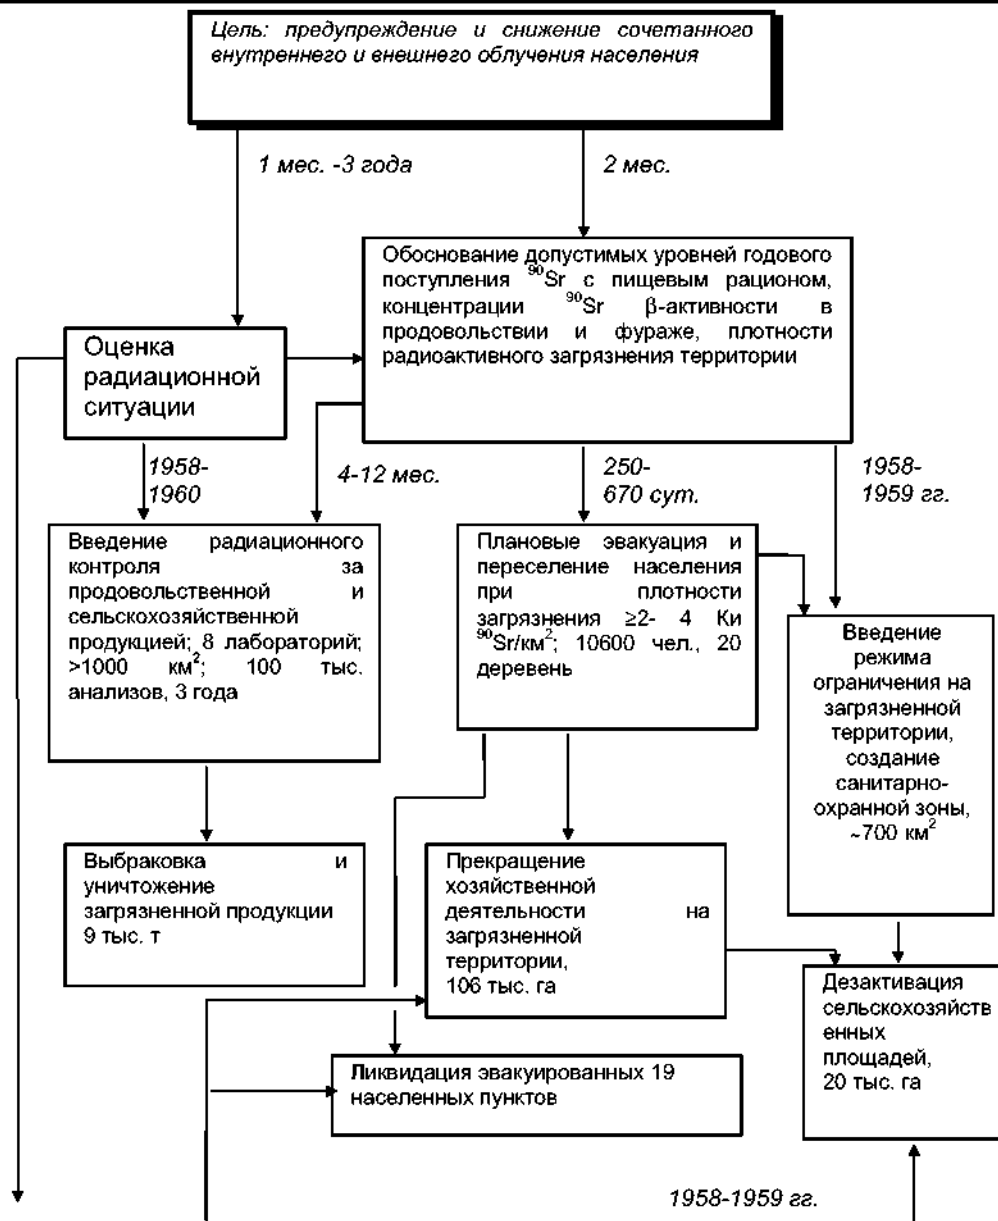 Цель: предупреждение и снижение сочетанного
внутреннего и внешнего облучения населения
1 мес. -3 года
2 мес.
Обоснование допустимых уровней годового
поступления ⁹⁰Sr с пищевым рационом,
концентрации ⁹⁰Sr β-активности в
продовольствии и фураже, плотности
радиоактивного загрязнения территории
Оценка
радиационной
ситуации
1958-
1960
4-12 мес.
250-
670 сут.
1958-
1959 гг.
Введение радиационного
контроля за
продовольственной и
сельскохозяйственной
продукцией; 8 лабораторий;
>1000 км²; 100 тыс.
анализов, 3 года
Плановые эвакуация и
переселение населения
при плотности
загрязнения ≥2- 4 Ки
⁹⁰Sr/км²; 10600 чел., 20
деревень
Введение
режима
ограничения на
загрязненной
территории,
создание
санитарно-
охранной зоны,
~700 км²
Выбраковка и
уничтожение
загрязненной продукции
9 тыс. т
Прекращение
хозяйственной
деятельности на
загрязненной
территории,
106 тыс. га
Дезактивация
сельскохозяйств
енных
площадей,
20 тыс. га
Ликвидация эвакуированных 19
населенных пунктов
1958-1959 гг.